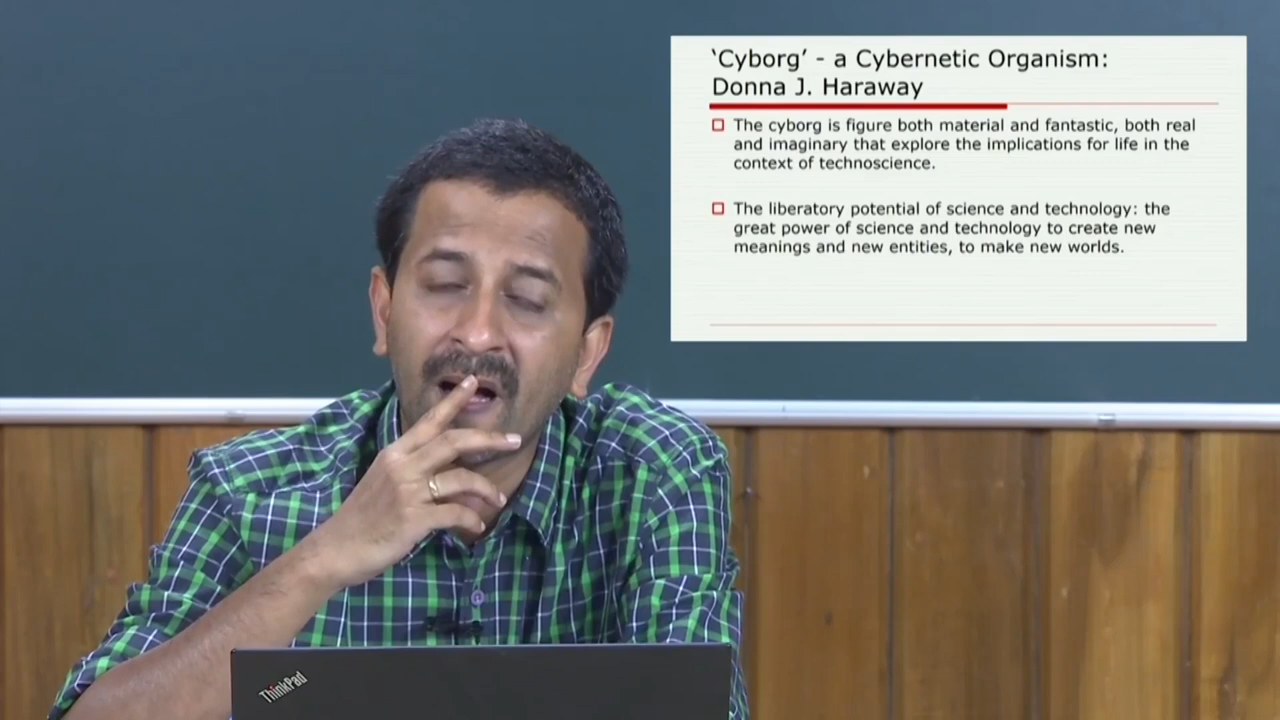 ‘Cyborg’ - a Cybernetic Organism:
Donna J. Haraway
The cyborg is figure both material and fantastic, both real
and imaginary that explore the implications for life in the
context of technoscience.
The liberatory potential of science and technology: the
great power of science and technology to create new
meanings and new entities, to make new worlds.
ThinkPad